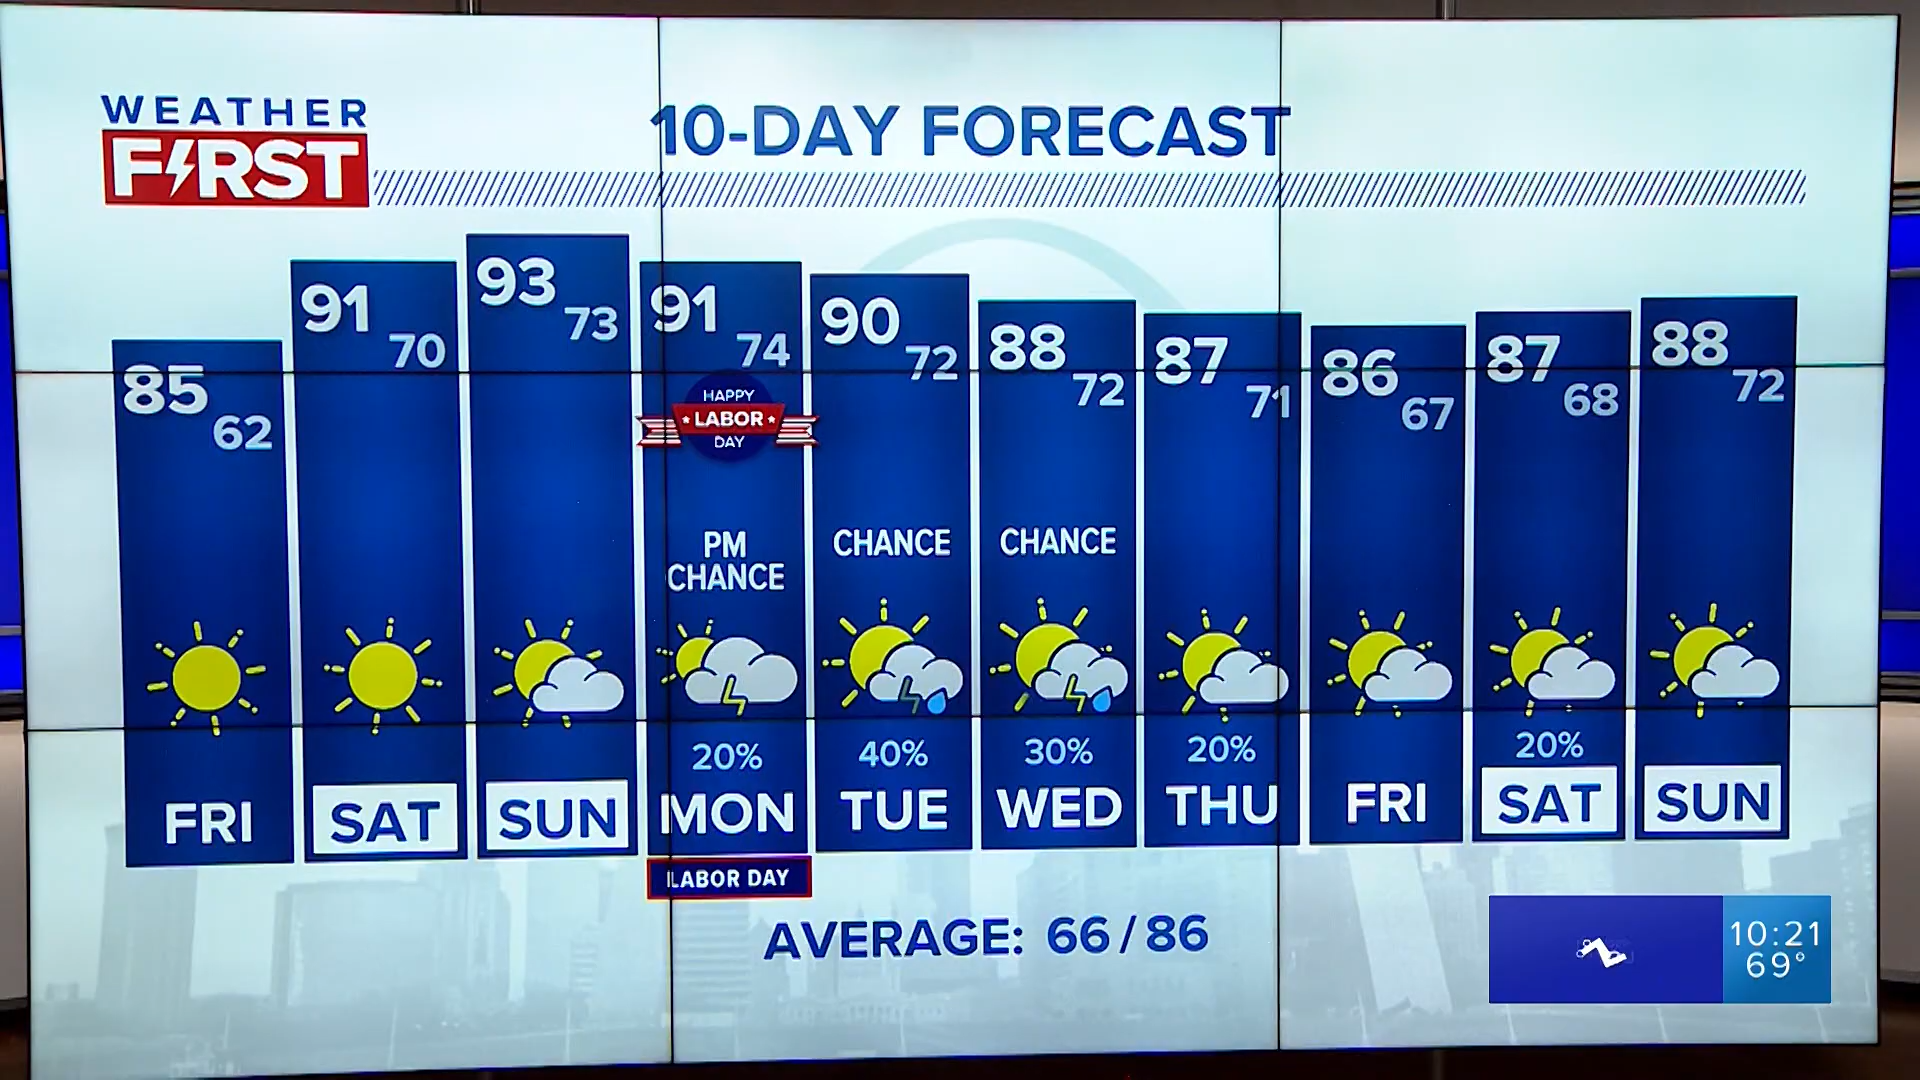 WEATHER
FIRST
10-DAY FORECAST
85 62
91 70
93 73
91 74
90 72
88 72
87 71
86 67
87 68
88 72
HAPPY
LABOR
DAY
PM
CHANCE
CHANCE
CHANCE
20%
40%
30%
20%
20%
FRI
SAT
SUN
MON
TUE
WED
THU
FRI
SAT
SUN
LABOR DAY
AVERAGE: 66/86
10:21
69°